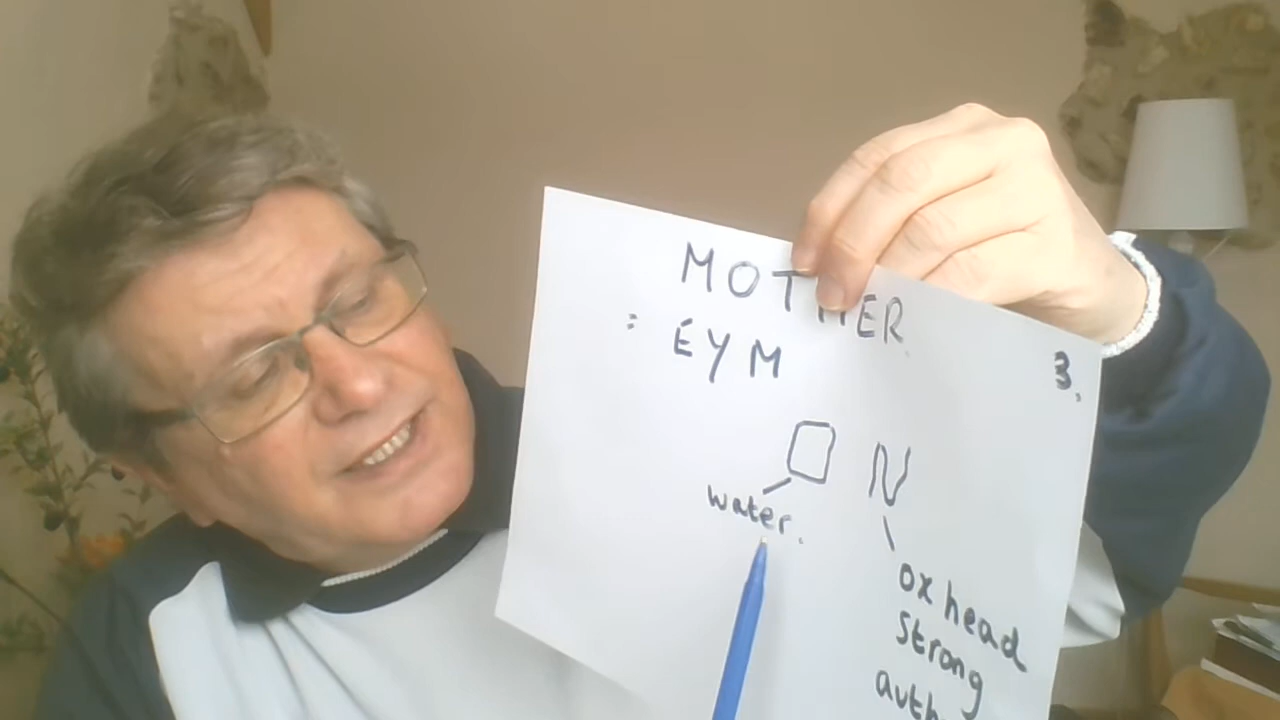 MOTHER
= EYM
3.
א ם
water.
ox head
strong